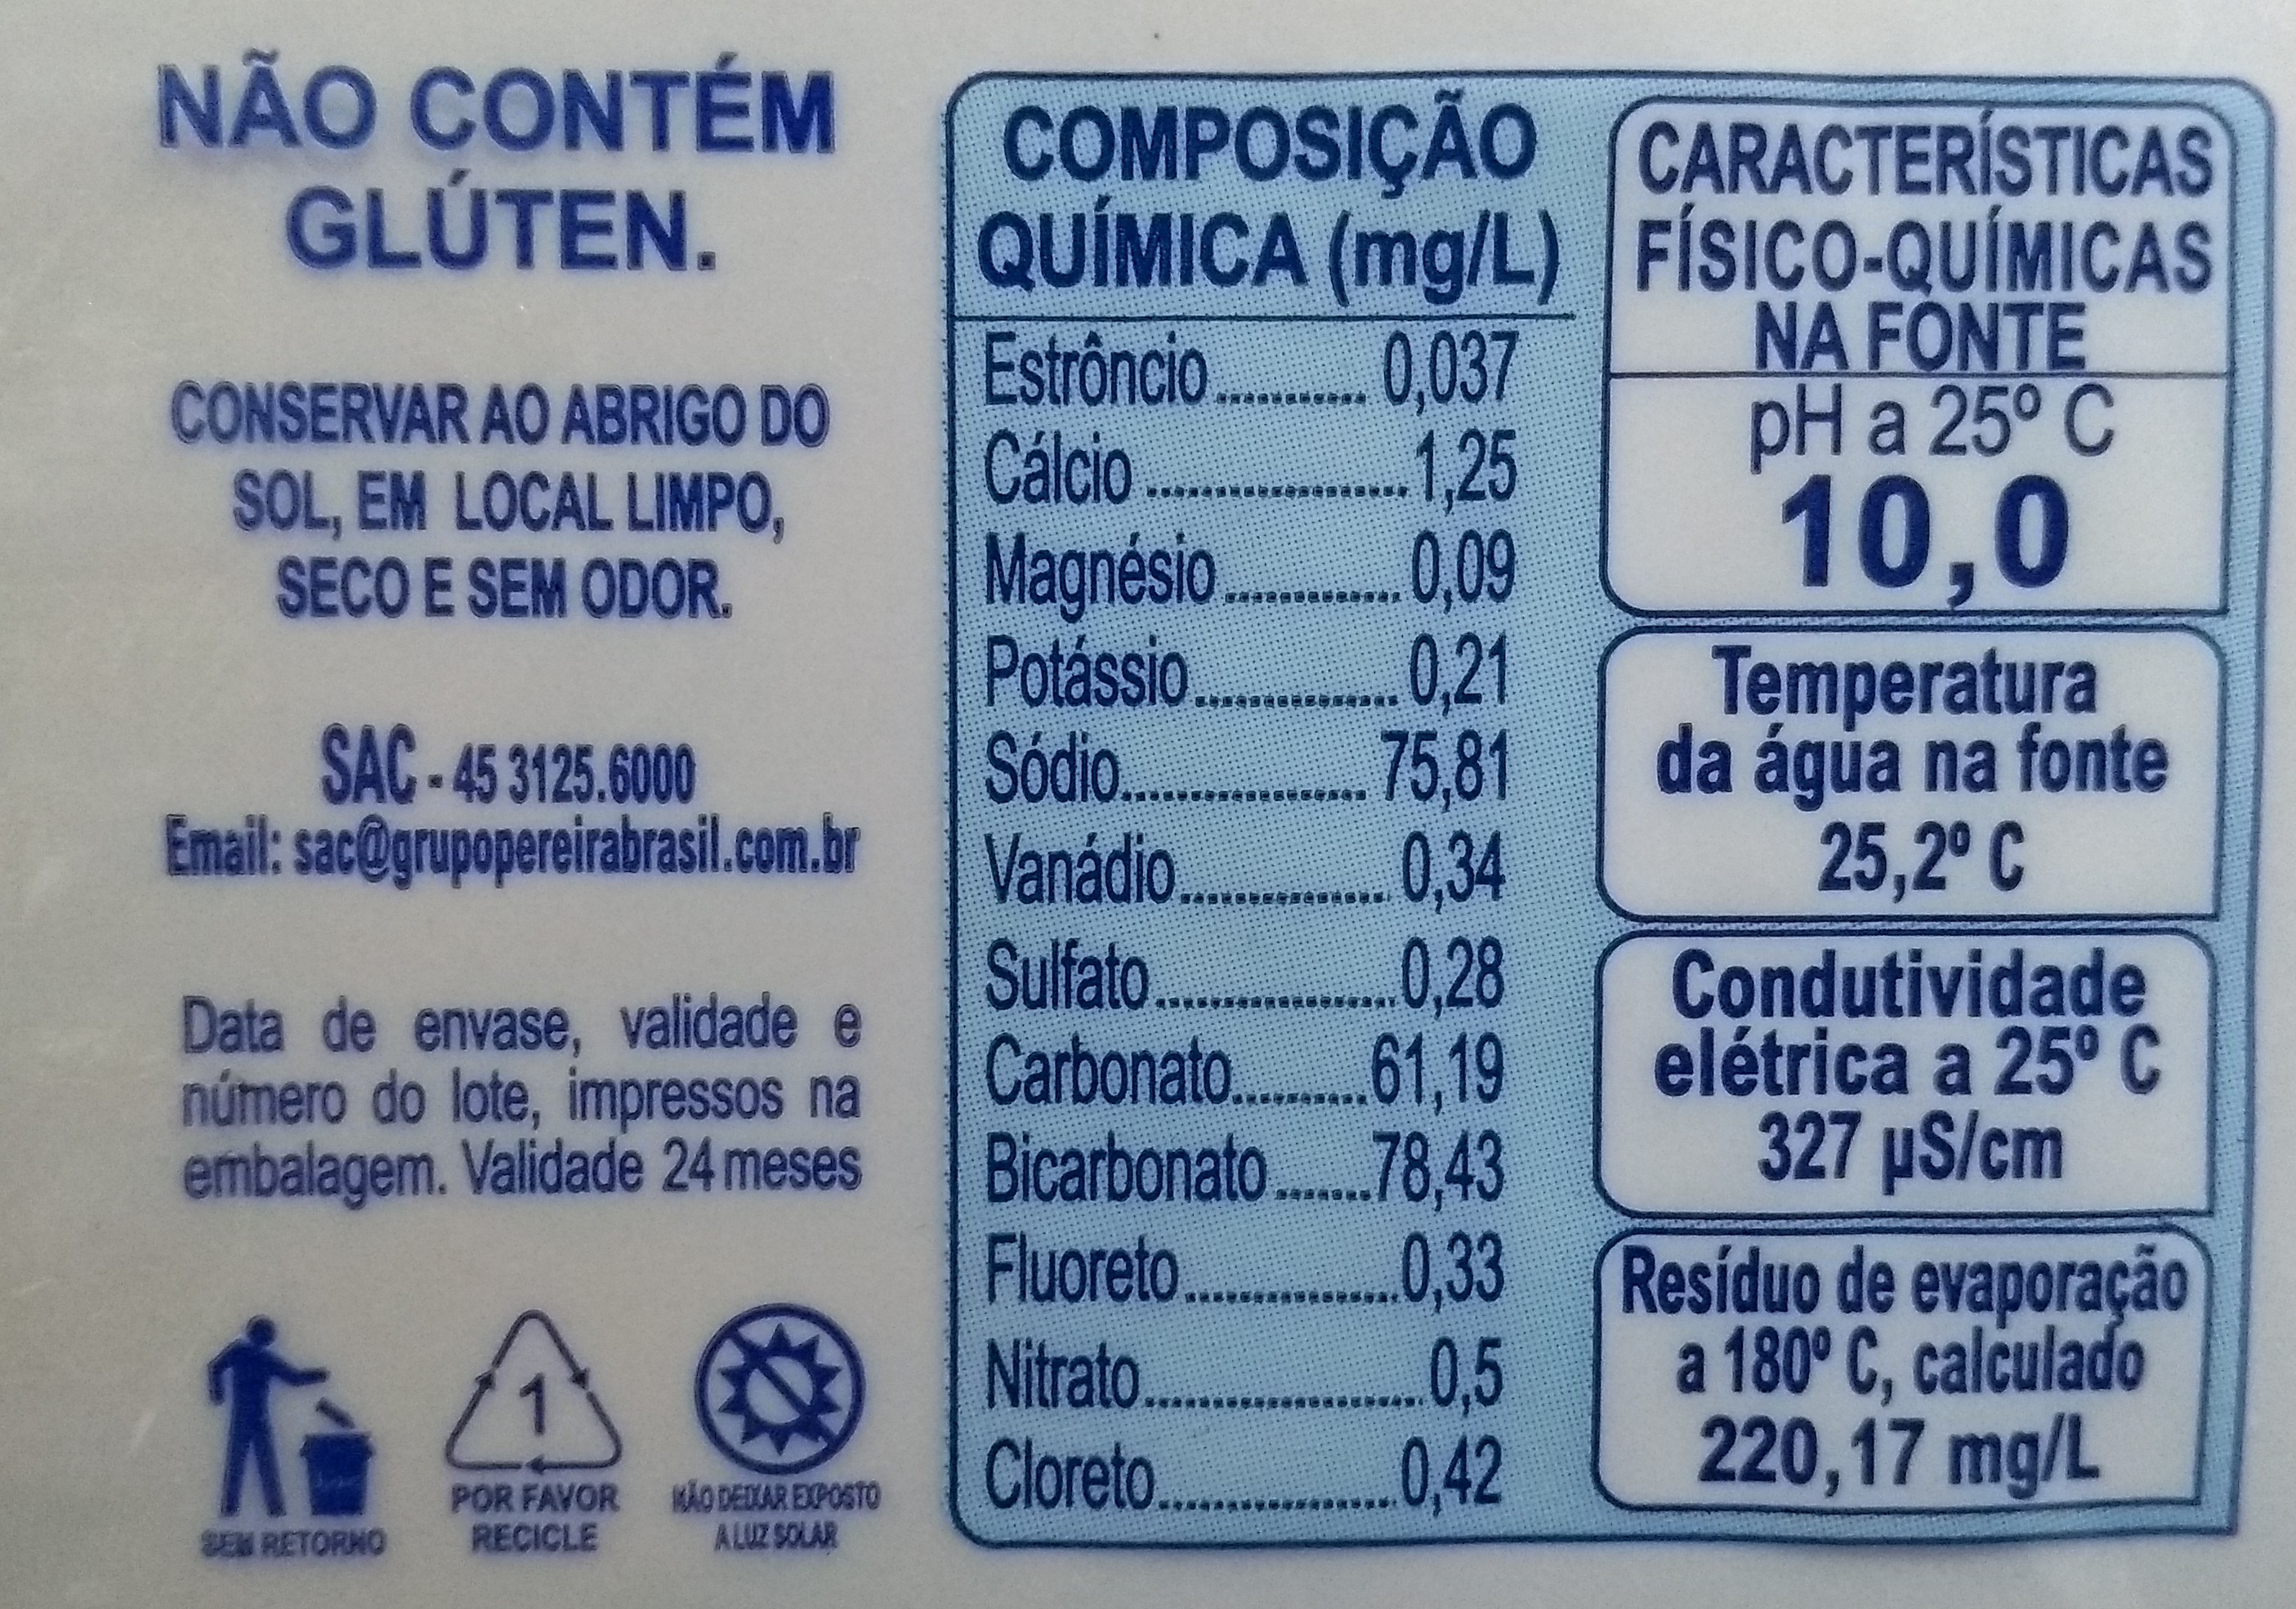 NÃO CONTÉM
GLÚTEN.
CONSERVAR AO ABRIGO DO
SOL, EM LOCAL LIMPO,
SECO E SEM ODOR.
SAC - 45 3125.6000
Email: sac@grupopereirabrasil.com.br
Data de envase, validade e
número do lote, impressos na
embalagem. Validade 24 meses
SEM RETORNO
1
POR FAVOR
RECICLE
NÃO DEIXAR EXPOSTO
A LUZ SOLAR
COMPOSIÇÃO
QUÍMICA (mg/L)
Estrôncio........... 0,037
Cálcio................... 1,25
Magnésio............. 0,09
Potássio............... 0,21
Sódio.................. 75,81
Vanádio............... 0,34
Sulfato..................0,28
Carbonato..........61,19
Bicarbonato.......78,43
Fluoreto................0,33
Nitrato.....................0,5
Cloreto..................0,42
CARACTERÍSTICAS
FÍSICO-QUÍMICAS
NA FONTE
pH a 25º C
10,0
Temperatura
da água na fonte
25,2º C
Condutividade
elétrica a 25º C
327 µS/cm
Resíduo de evaporação
a 180º C, calculado
220,17 mg/L